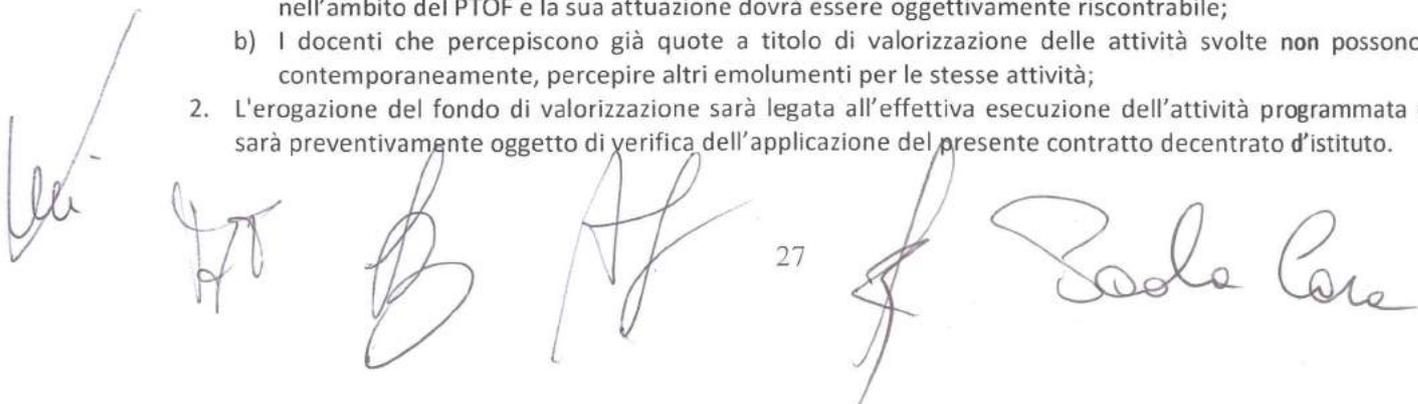 nell'ambito del PTOF e la sua attuazione dovrà essere oggettivamente riscontrabile;
b) I docenti che percepiscono già quote a titolo di valorizzazione delle attività svolte non possono
contemporaneamente, percepire altri emolumenti per le stesse attività;
2. L'erogazione del fondo di valorizzazione sarà legata all'effettiva esecuzione dell'attività programmata
sarà preventivamente oggetto di verifica dell'applicazione del presente contratto decentrato d'istituto.
27
Paola Cara